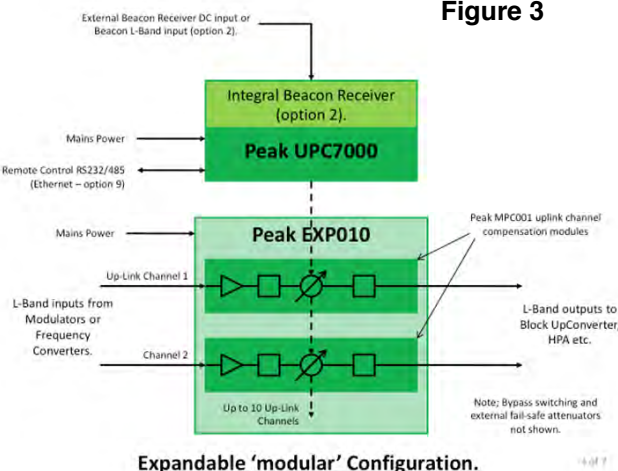 Figure 3
External Beacon Receiver DC input or
Beacon L-Band input (option 2).
Integral Beacon Receiver
(option 2).
Mains Power
Peak UPC7000
Remote Control RS232/485
(Ethernet – option 9)
Mains Power
Peak EXP010
Peak MPC001 uplink channel
compensation modules
Up-Link Channel 1
L-Band inputs from
Modulators or
Frequency
Converters.
L-Band outputs to
Block UpConverter,
HPA etc.
Channel 2
Up to 10 Up-Link
Channels
Note; Bypass switching and
external fail-safe attenuators
not shown.
Expandable ‘modular’ Configuration.